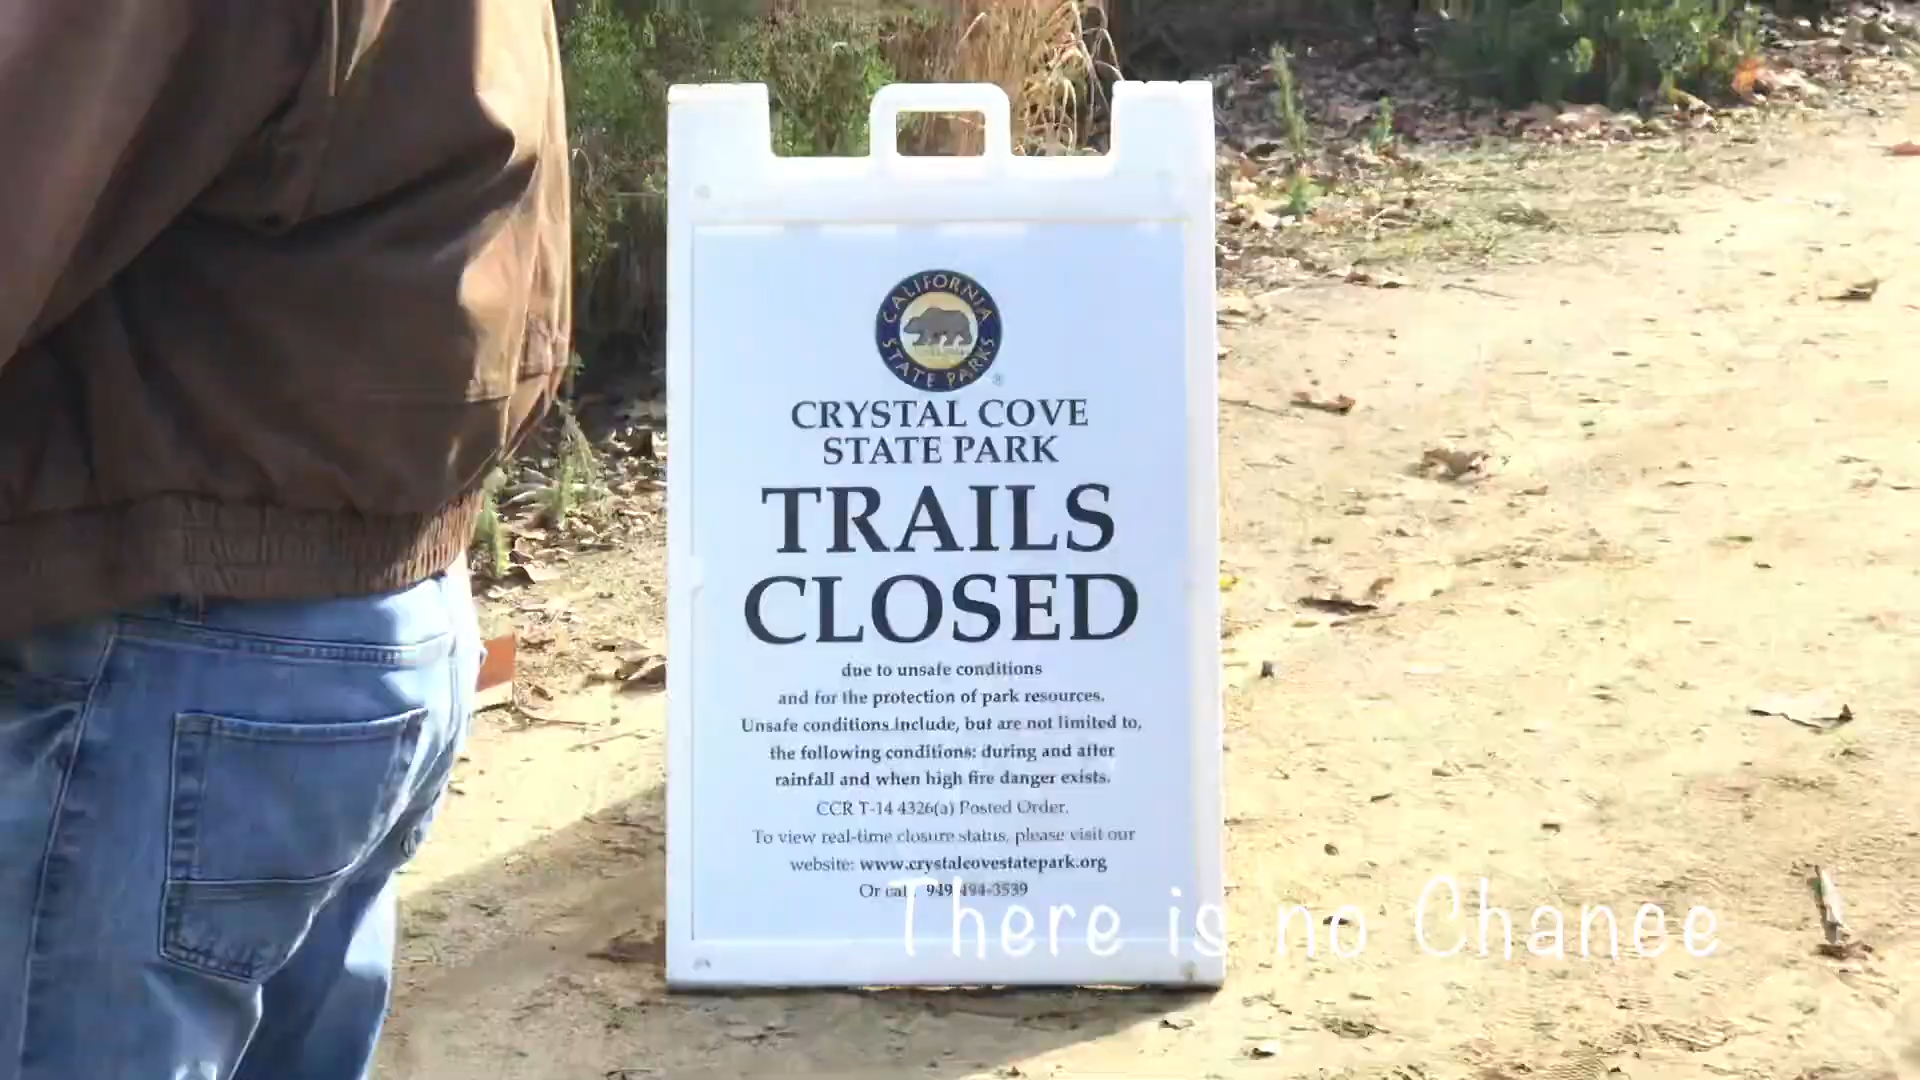 CALIFORNIA
STATE PARKS
CRYSTAL COVE
STATE PARK
TRAILS
CLOSED
due to unsafe conditions
and for the protection of park resources.
Unsafe conditions include, but are not limited to,
the following conditions: during and after
rainfall and when high fire danger exists.
CCR T-14 4326(a) Posted Order.
To view real-time closure status, please visit our
website: www.crystalcovestatepark.org
Or call 949 494-3539
There is no Chance